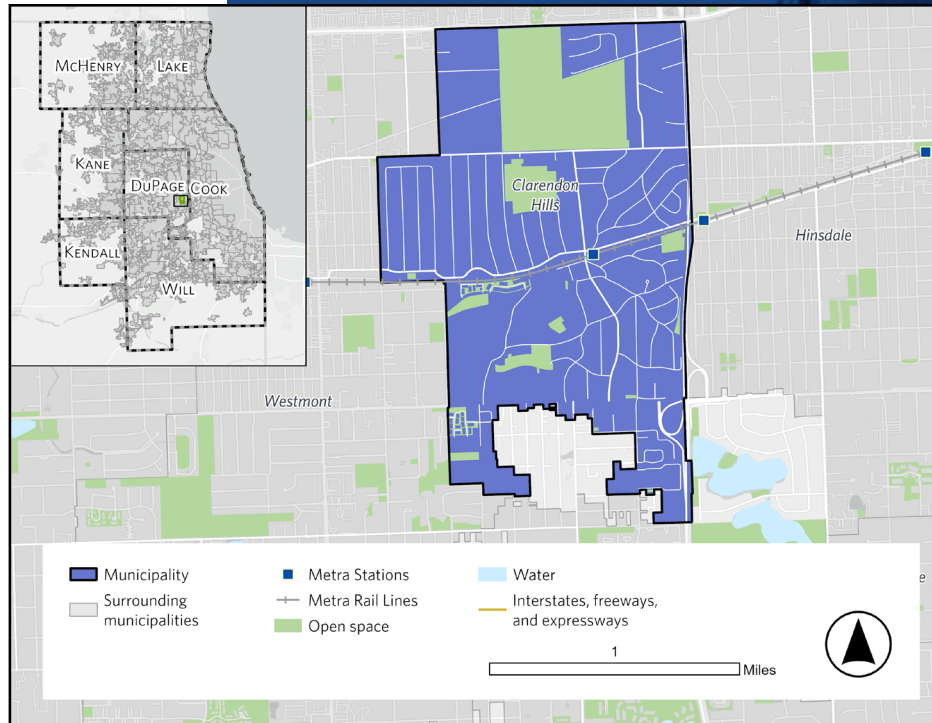 McHENRY
LAKE
KANE
DUPAGE
COOK
KENDALL
WILL
Clarendon
Hills
Hinsdale
Westmont
Municipality
Surrounding
municipalities
Metra Stations
Metra Rail Lines
Open space
Water
Interstates, freeways,
and expressways
1
Miles